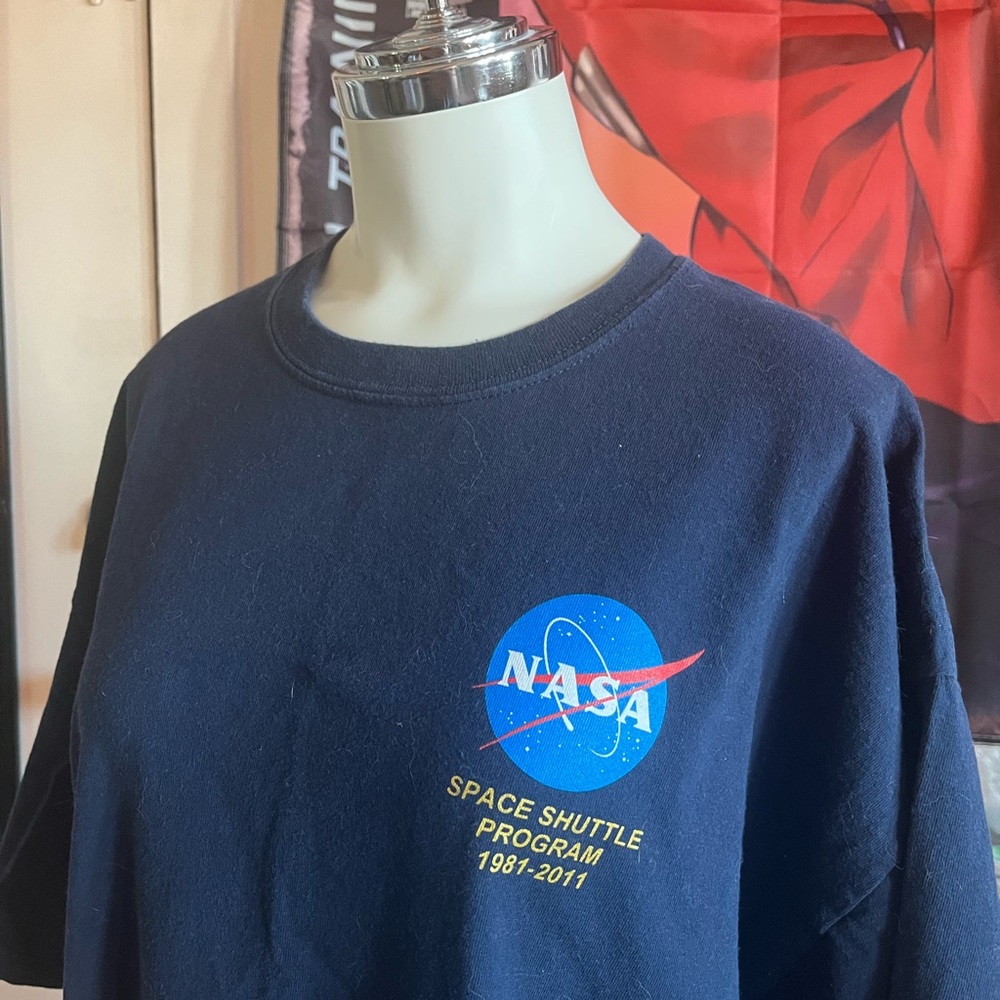 NASA
SPACE SHUTTLE
PROGRAM
1981-2011